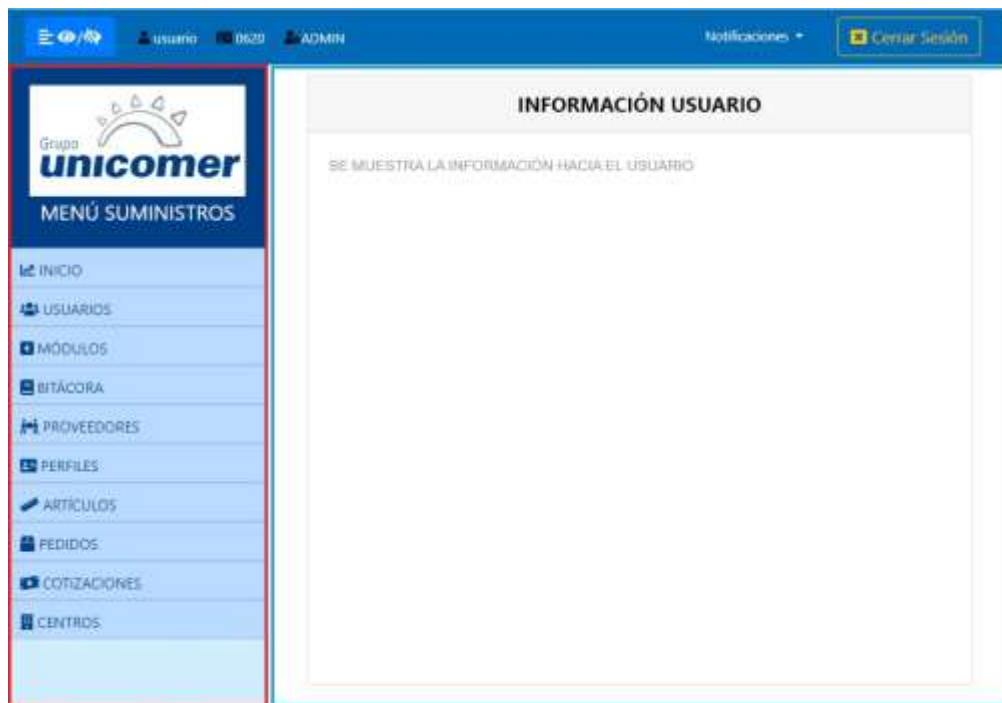 usuario 0620 ADMIN Notificaciones Cerrar Sesión
Grupo
unicomer
MENÚ SUMINISTROS
INICIO
USUARIOS
MÓDULOS
BITÁCORA
PROVEEDORES
PERFILES
ARTÍCULOS
PEDIDOS
COTIZACIONES
CENTROS
INFORMACIÓN USUARIO
SE MUESTRA LA INFORMACIÓN HACIA EL USUARIO